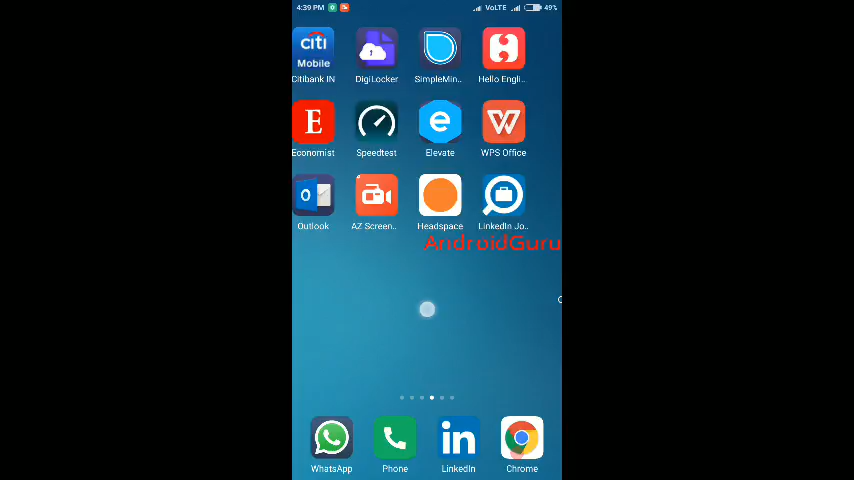 4:39 PM VoLTE 49%
citi
Mobile
Citibank IN DigiLocker SimpleMin.. Hello Engli..
E e W
Economist Speedtest Elevate WPS Office
O
Outlook AZ Screen.. Headspace LinkedIn Jo..
AndroidGuru
in
WhatsApp Phone LinkedIn Chrome